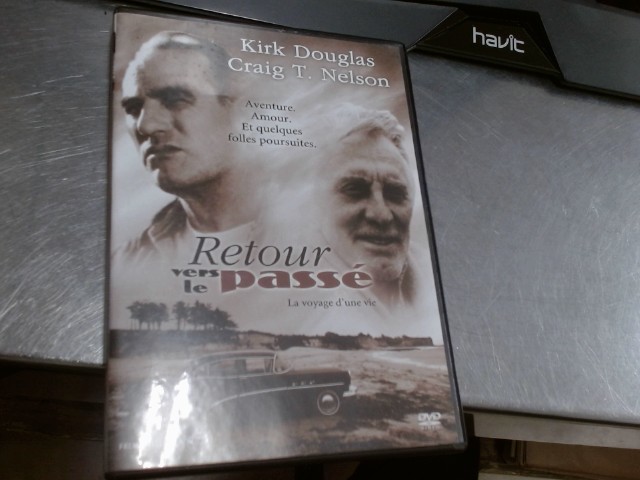 havit
Kirk Douglas
Craig T. Nelson
Aventure.
Amour.
Et quelques
folles poursuites.
Retour
vers
le passé
La voyage d'une vie
DVD